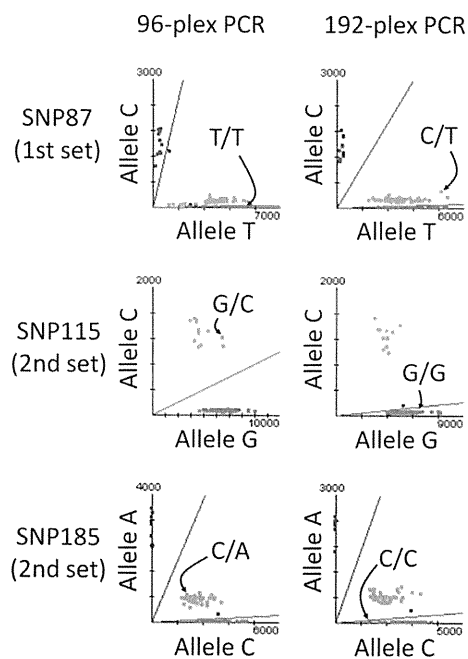 96-plex PCR
192-plex PCR
SNP87
(1st set)
3000
Allele C
T/T
7000
Allele T
3000
Allele C
C/T
6000
Allele T
SNP115
(2nd set)
2000
Allele C
G/C
10000
Allele G
2000
Allele C
G/G
9000
Allele G
SNP185
(2nd set)
4000
Allele A
C/A
6000
Allele C
3000
Allele A
C/C
5000
Allele C